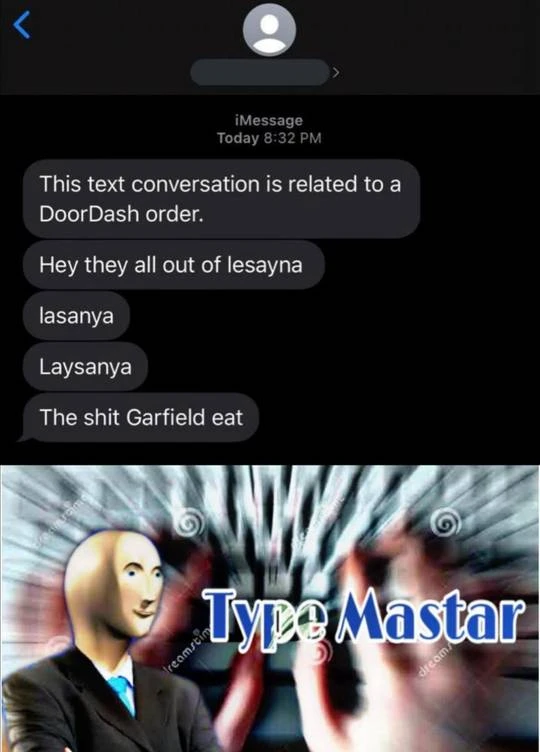 iMessage
Today 8:32 PM
This text conversation is related to a
DoorDash order.
Hey they all out of lesayna
lasanya
Laysanya
The shit Garfield eat
Type Mastar
dreamstime